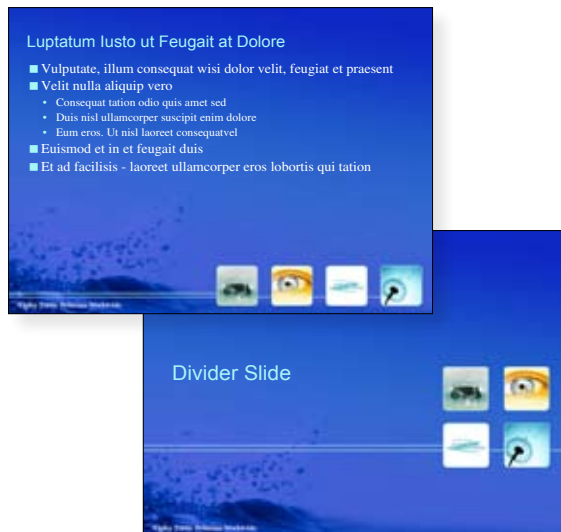 Luptatum Iusto ut Feugait at Dolore
Vulputate, illum consequat wisi dolor velit, feugiat et praesent
Velit nulla aliquip vero
Consequat tation odio quis amet sed
Duis nisl ullamcorper suscipit enim dolore
Eum eros. Ut nisl laoreet consequatvel
Euismod et in et feugait duis
Et ad facilisis - laoreet ullamcorper eros lobortis qui tation
Divider Slide